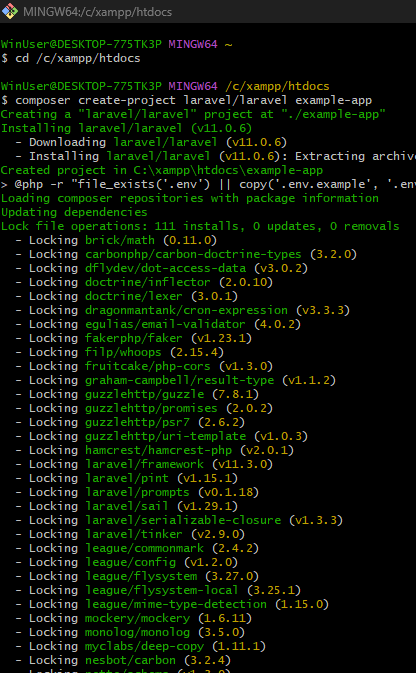 MINGW64:/c/xampp/htdocs
WinUser@DESKTOP-775TK3P MINGW64 ~
$ cd /c/xampp/htdocs
WinUser@DESKTOP-775TK3P MINGW64 /c/xampp/htdocs
$ composer create-project laravel/laravel example-app
Creating a "laravel/laravel" project at "./example-app"
Installing laravel/laravel (v11.0.6)
- Downloading laravel/laravel (v11.0.6)
- Installing laravel/laravel (v11.0.6): Extracting archive
Created project in C:\xampp\htdocs\example-app
> @php -r "file_exists('.env') || copy('.env.example', '.env
Loading composer repositories with package information
Updating dependencies
Lock file operations: 111 installs, 0 updates, 0 removals
- Locking brick/math (0.11.0)
- Locking carbonphp/carbon-doctrine-types (3.2.0)
- Locking dflydev/dot-access-data (v3.0.2)
- Locking doctrine/inflector (2.0.10)
- Locking doctrine/lexer (3.0.1)
- Locking dragonmantank/cron-expression (v3.3.3)
- Locking egulias/email-validator (4.0.2)
- Locking fakerphp/faker (v1.23.1)
- Locking filp/whoops (2.15.4)
- Locking fruitcake/php-cors (v1.3.0)
- Locking graham-campbell/result-type (v1.1.2)
- Locking guzzlehttp/guzzle (7.8.1)
- Locking guzzlehttp/promises (2.0.2)
- Locking guzzlehttp/psr7 (2.6.2)
- Locking guzzlehttp/uri-template (v1.0.3)
- Locking hamcrest/hamcrest-php (v2.0.1)
- Locking laravel/framework (v11.3.0)
- Locking laravel/pint (v1.15.1)
- Locking laravel/prompts (v0.1.18)
- Locking laravel/sail (v1.29.1)
- Locking laravel/serializable-closure (v1.3.3)
- Locking laravel/tinker (v2.9.0)
- Locking league/commonmark (2.4.2)
- Locking league/config (v1.2.0)
- Locking league/flysystem (3.27.0)
- Locking league/flysystem-local (3.25.1)
- Locking league/mime-type-detection (1.15.0)
- Locking mockery/mockery (1.6.11)
- Locking monolog/monolog (3.5.0)
- Locking myclabs/deep-copy (1.11.1)
- Locking nesbot/carbon (3.2.4)
- Locking